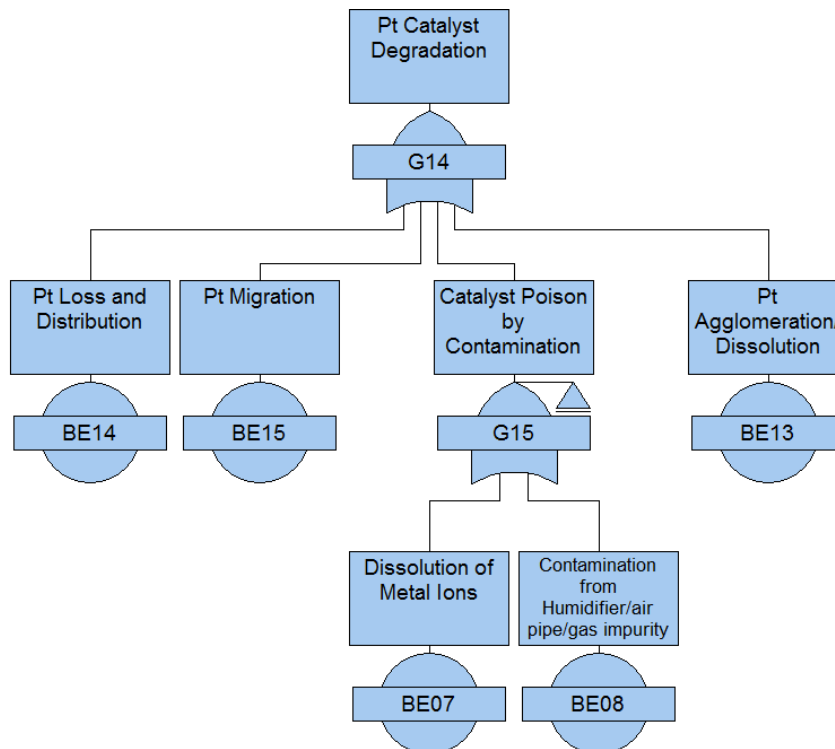 Pt Catalyst
Degradation
G14
Pt Loss and
Distribution
Pt Migration
Catalyst Poison
by
Contamination
Pt
Agglomeration/
Dissolution
BE14
BE15
G15
BE13
Dissolution of
Metal Ions
Contamination
from
Humidifier/air
pipe/gas impurity
BE07
BE08